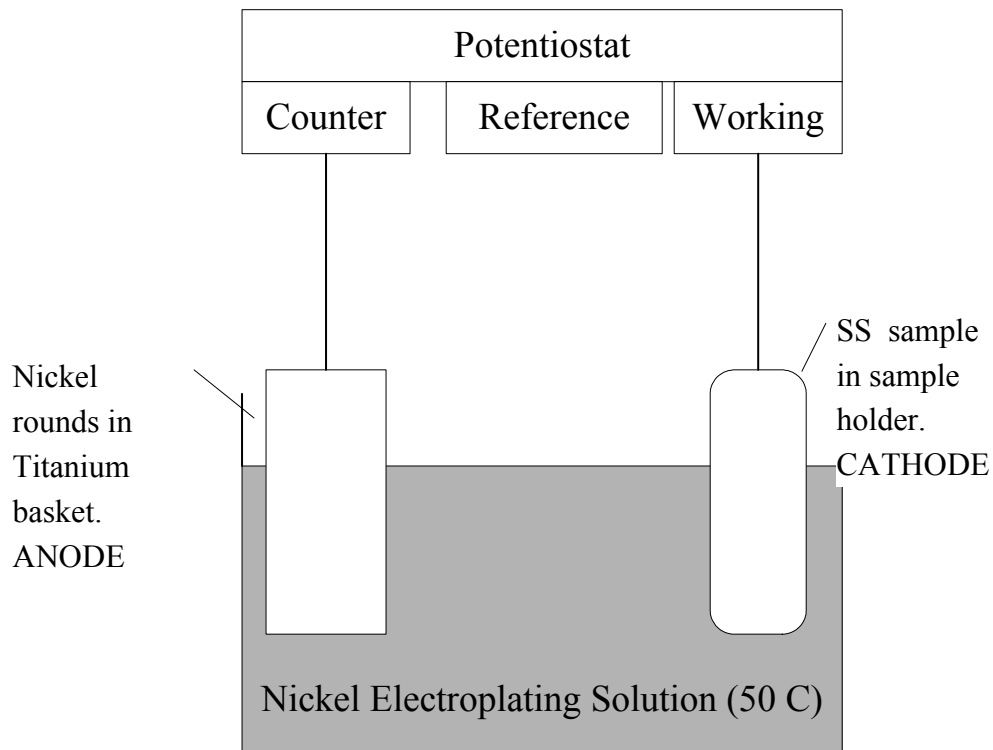 Potentiostat
Counter
Reference
Working
Nickel
rounds in
Titanium
basket.
ANODE
SS sample
in sample
holder.
CATHODE
Nickel Electroplating Solution (50 C)